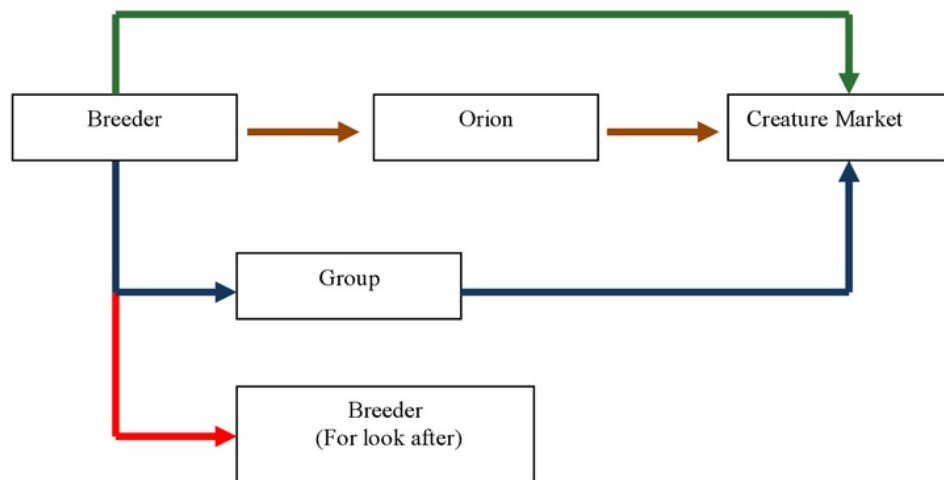 Breeder
Orion
Creature Market
Group
Breeder
(For look after)